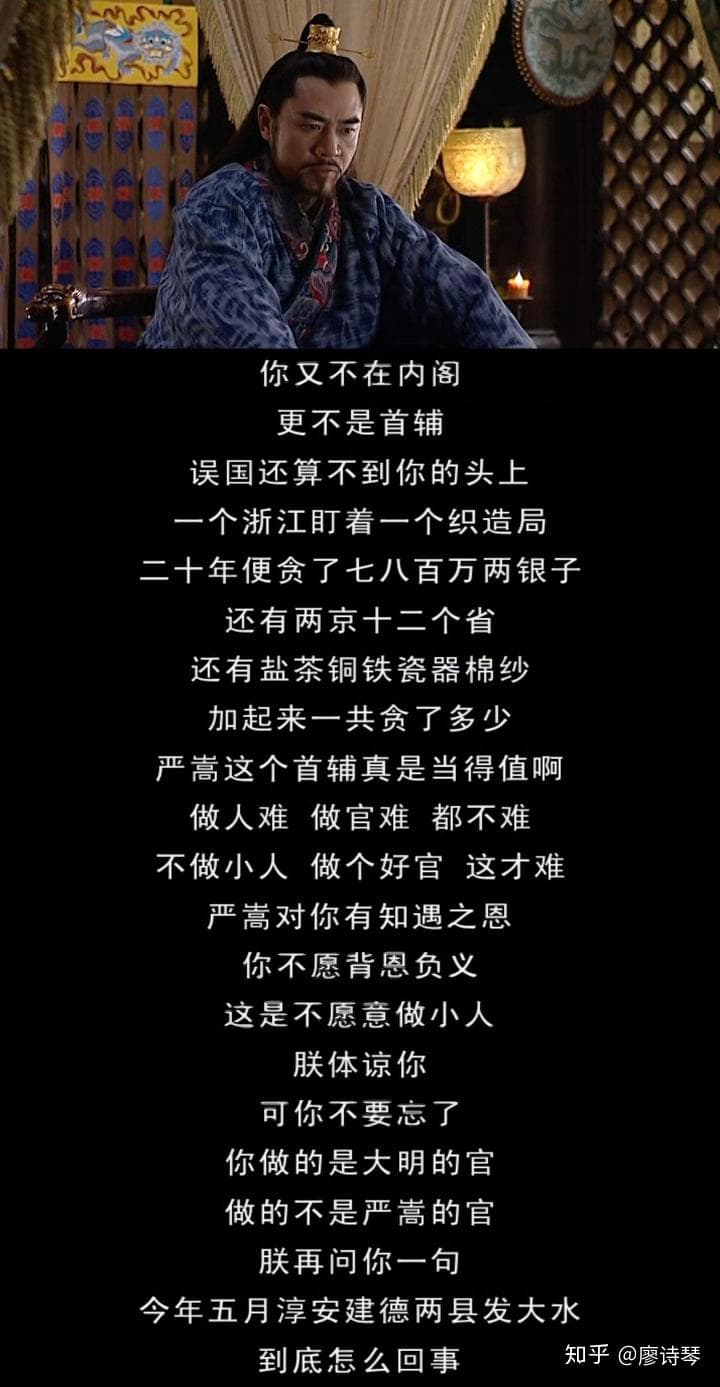 你又不在内阁
更不是首辅
误国还算不到你的头上
一个浙江盯着一个织造局
二十年便贪了七八百万两银子
还有两京十二个省
还有盐茶铜铁瓷器棉纱
加起来一共贪了多少
严嵩这个首辅真是当得值啊
做人难 做官难 都不难
不做小人 做个好官 这才难
严嵩对你有知遇之恩
你不愿背恩负义
这是不愿意做小人
朕体谅你
可你不要忘了
你做的是大明的官
做的不是严嵩的官
朕再问你一句
今年五月淳安建德两县发大水
到底怎么回事
知乎 @廖诗琴